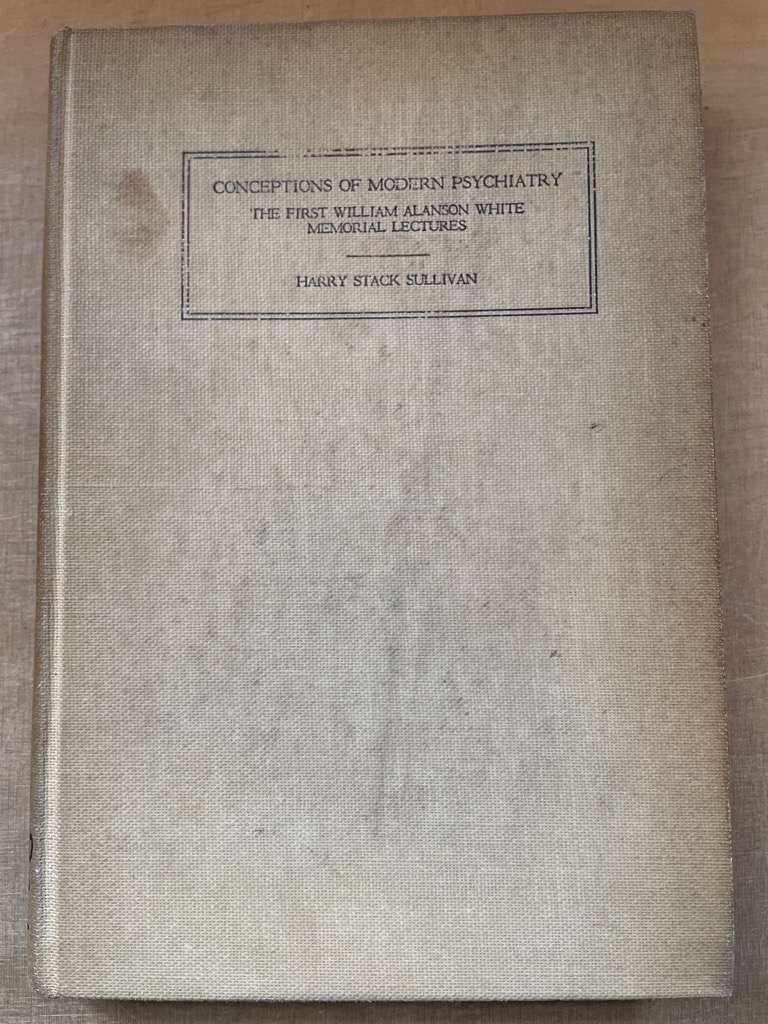 CONCEPTIONS OF MODERN PSYCHIATRY
THE FIRST WILLIAM ALANSON WHITE
MEMORIAL LECTURES
HARRY STACK SULLIVAN